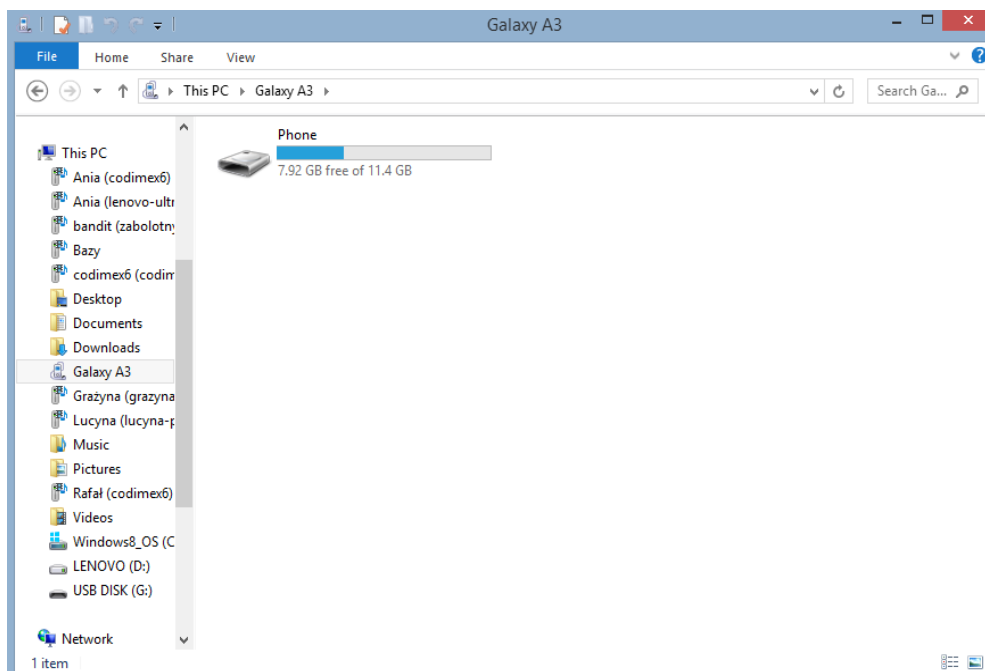 Galaxy A3
File Home Share View
This PC Galaxy A3
Search Ga...
This PC
Ania (codimex6)
Ania (lenovo-ultr
bandit (zabolotny
Bazy
codimex6 (codim
Desktop
Documents
Downloads
Galaxy A3
Grażyna (grazyna
Lucyna (lucyna-p
Music
Pictures
Rafał (codimex6)
Videos
Windows8_OS (C
LENOVO (D:)
USB DISK (G:)
Network
Phone
7.92 GB free of 11.4 GB
1 item